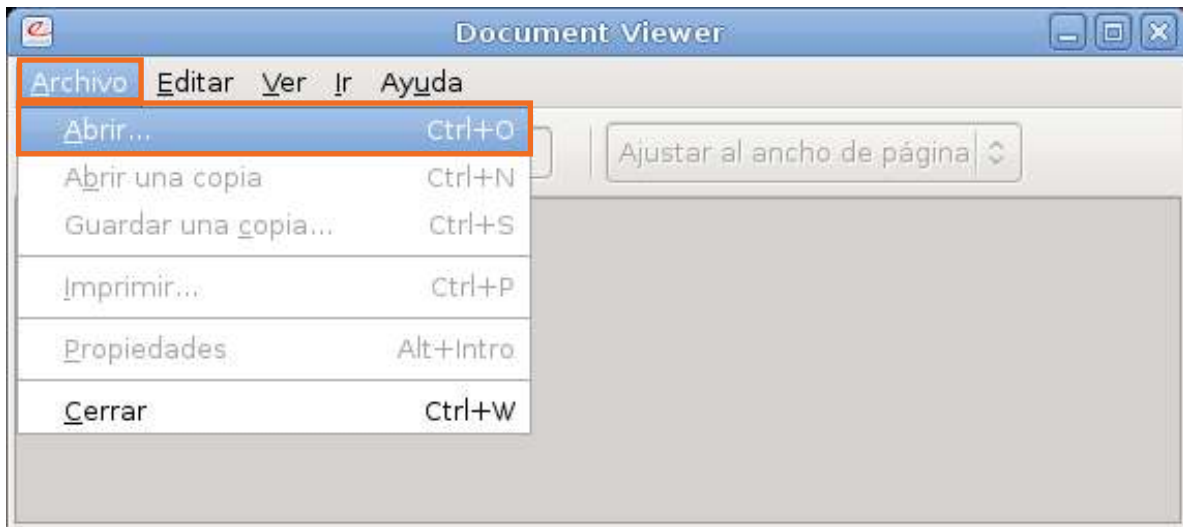 Document Viewer
Archivo Editar Ver Ir Ayuda
Abrir... Ctrl+O
Ajustar al ancho de página
Abrir una copia Ctrl+N
Guardar una copia... Ctrl+S
Imprimir... Ctrl+P
Propiedades Alt+Intro
Cerrar Ctrl+W